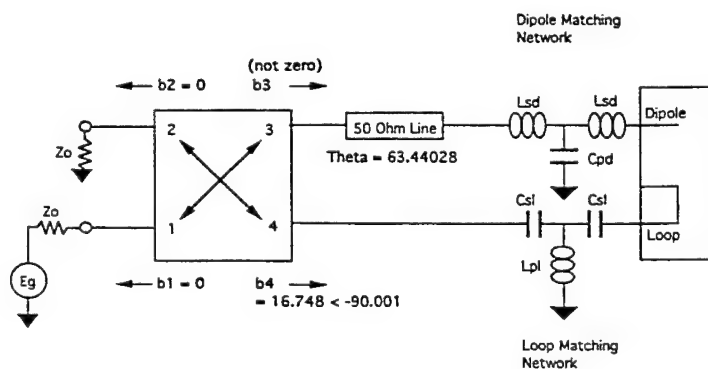 Dipole Matching
Network
(not zero)
b2 = 0
b3
Lsd
Lsd
Dipole
2
3
50 Ohm Line
Zo
Theta = 63.44028
Cpd
Zo
Csl
Csl
1
4
Loop
Lpl
Eg
b1 = 0
b4
= 16.748 < -90.001
Loop Matching
Network